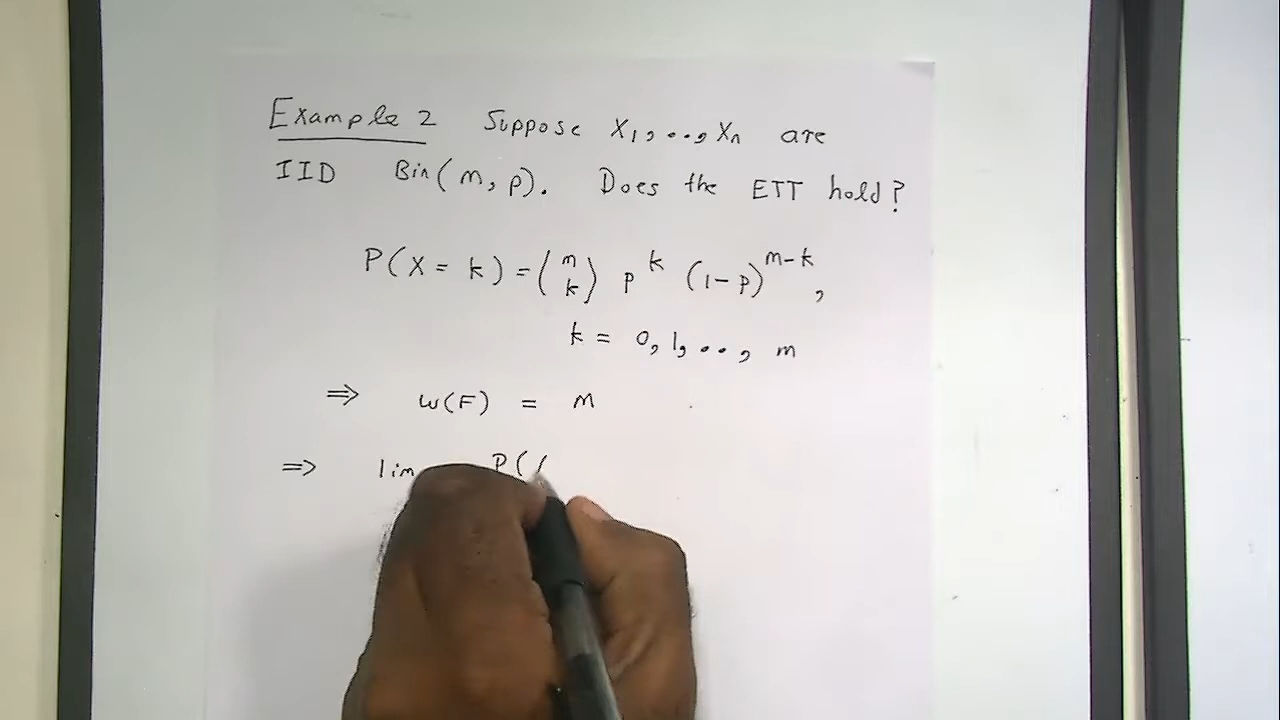 Example 2 Suppose X1, .., Xn are
IID Bin(m, p). Does the ETT hold?
P(X = k) = (m k) p^k (1-p)^{m-k},
k = 0, 1, .., m
⇒ w(F) = m
⇒ lim P((